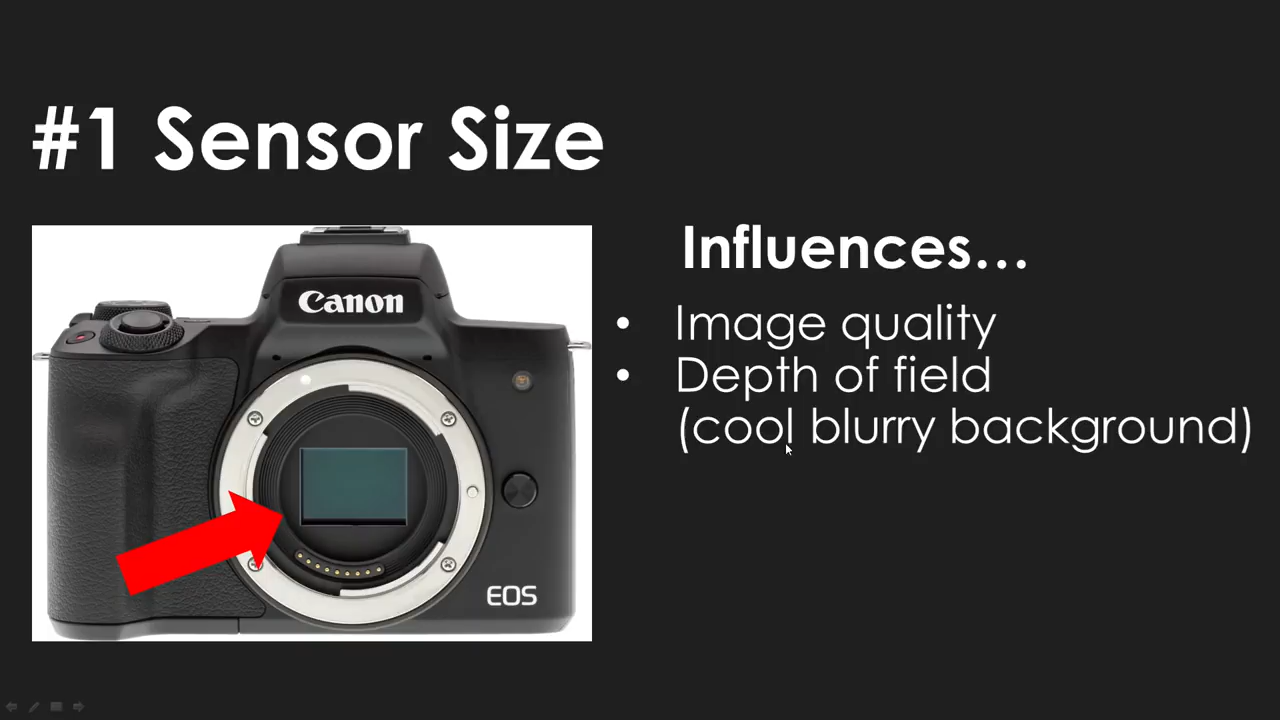 #1 Sensor Size
Canon
EOS
Influences...
• Image quality
• Depth of field
(cool blurry background)